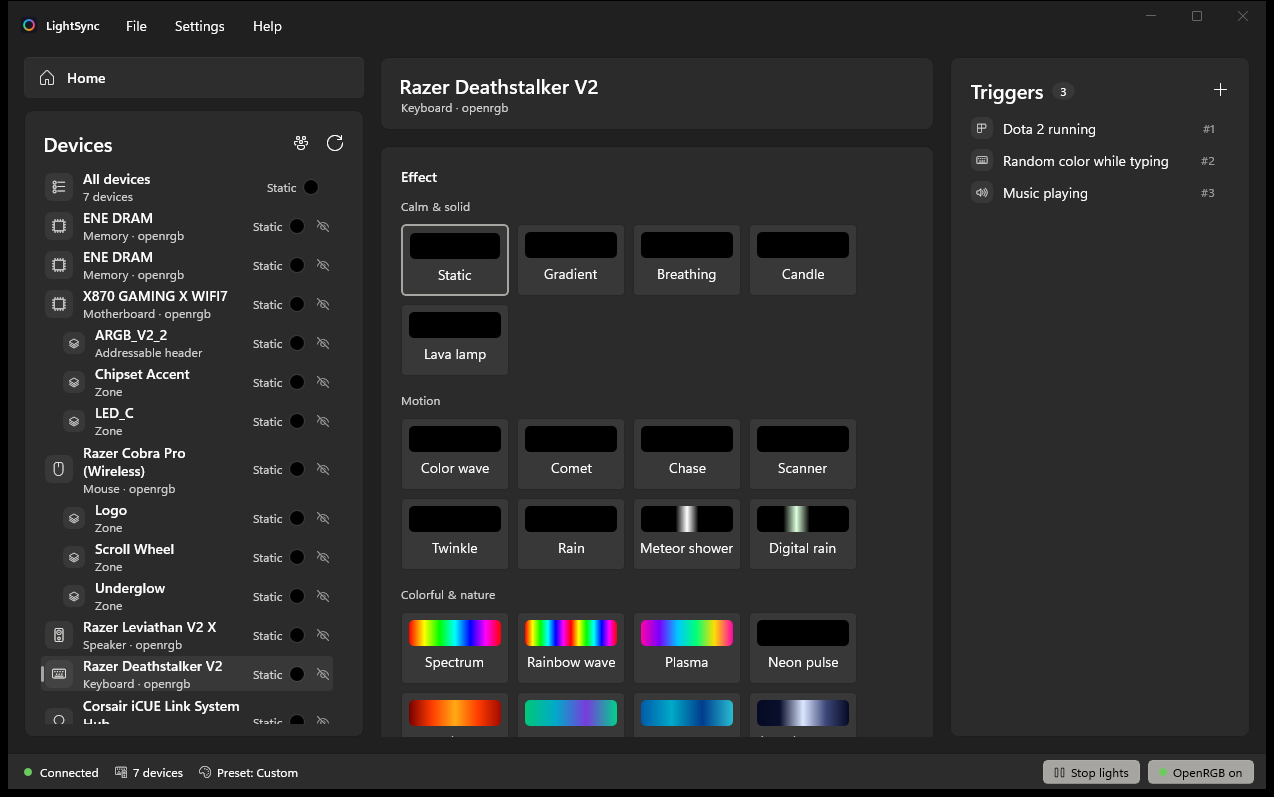 LightSync File Settings Help
Home
Devices
All devices
7 devices
Static
ENE DRAM
Memory · openrgb
Static
ENE DRAM
Memory · openrgb
Static
X870 GAMING X WIFI7
Motherboard · openrgb
Static
ARGB_V2_2
Addressable header
Static
Chipset Accent
Zone
Static
LED_C
Zone
Static
Razer Cobra Pro
(Wireless)
Mouse · openrgb
Static
Logo
Zone
Static
Scroll Wheel
Zone
Static
Underglow
Zone
Static
Razer Leviathan V2 X
Speaker · openrgb
Static
Razer Deathstalker V2
Keyboard · openrgb
Static
Corsair iCUE Link System
Hub
Static
Razer Deathstalker V2
Keyboard · openrgb
Effect
Calm & solid
Static Gradient Breathing Candle
Lava lamp
Motion
Color wave Comet Chase Scanner
Twinkle Rain Meteor shower Digital rain
Colorful & nature
Spectrum Rainbow wave Plasma Neon pulse
Triggers 3
Dota 2 running #1
Random color while typing #2
Music playing #3
Connected 7 devices Preset: Custom
Stop lights OpenRGB on